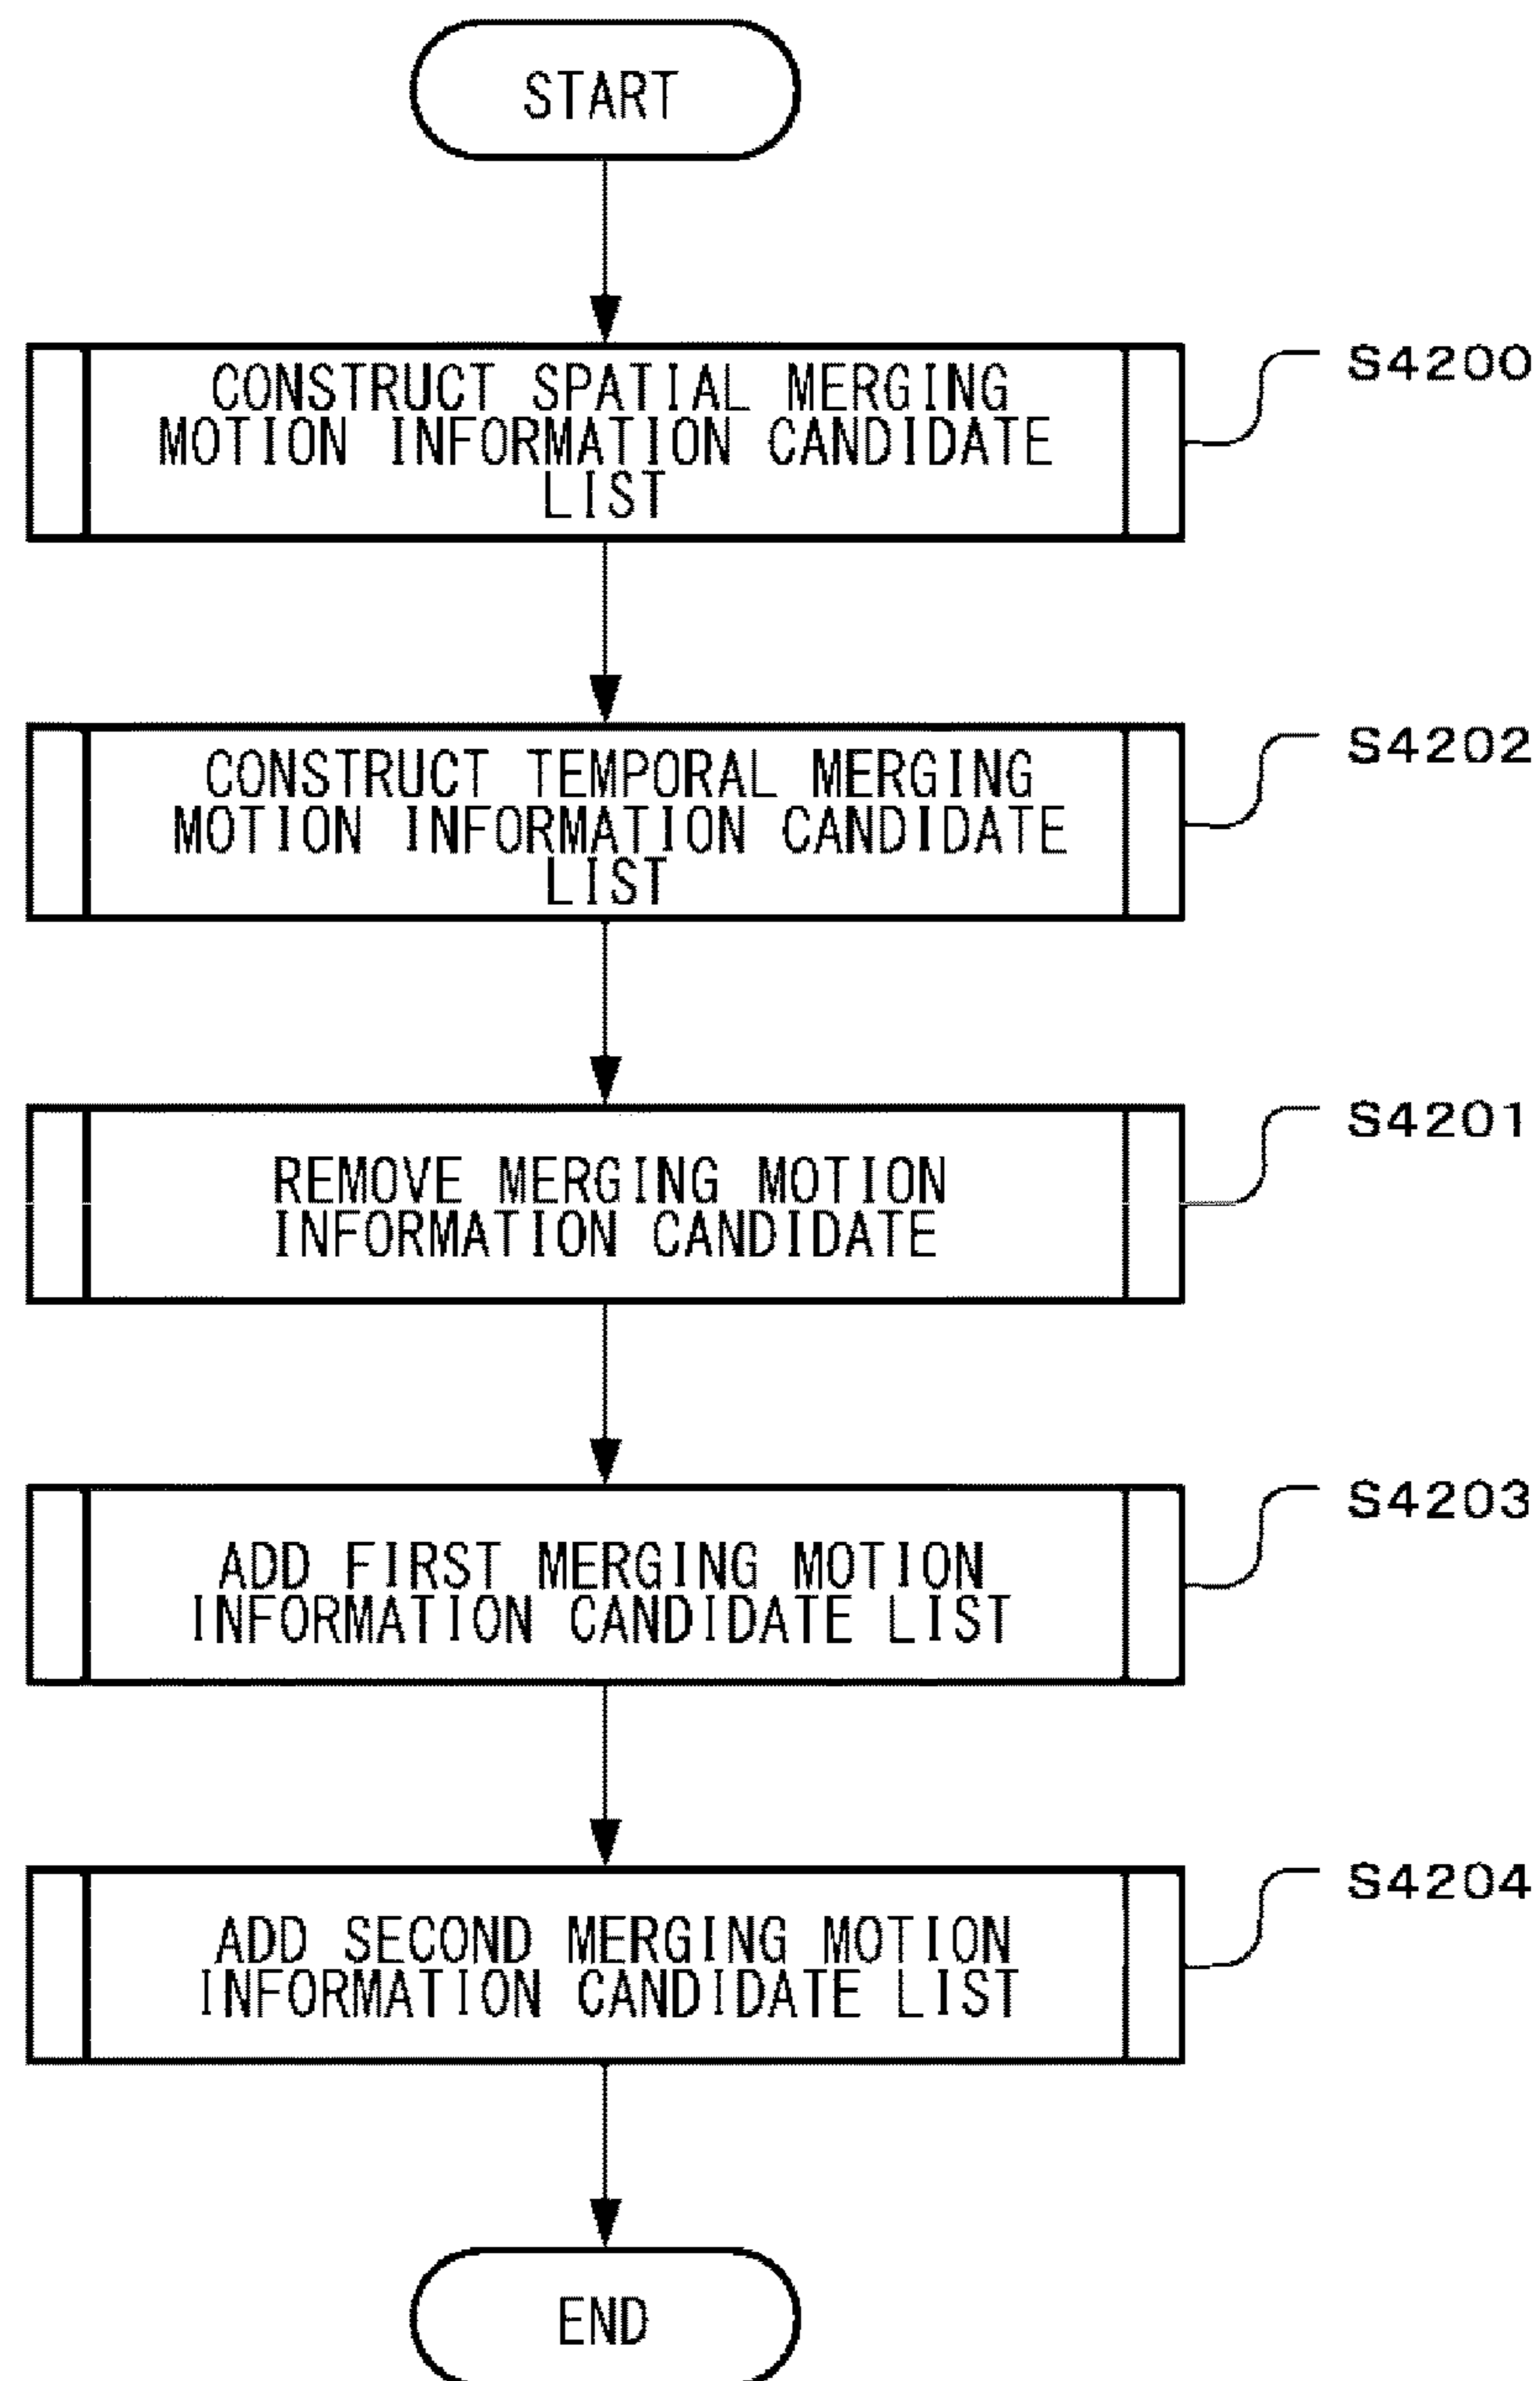 START
CONSTRUCT SPATIAL MERGING
MOTION INFORMATION CANDIDATE
LIST
S4200
CONSTRUCT TEMPORAL MERGING
MOTION INFORMATION CANDIDATE
LIST
S4202
REMOVE MERGING MOTION
INFORMATION CANDIDATE
S4201
ADD FIRST MERGING MOTION
INFORMATION CANDIDATE LIST
S4203
ADD SECOND MERGING MOTION
INFORMATION CANDIDATE LIST
S4204
END